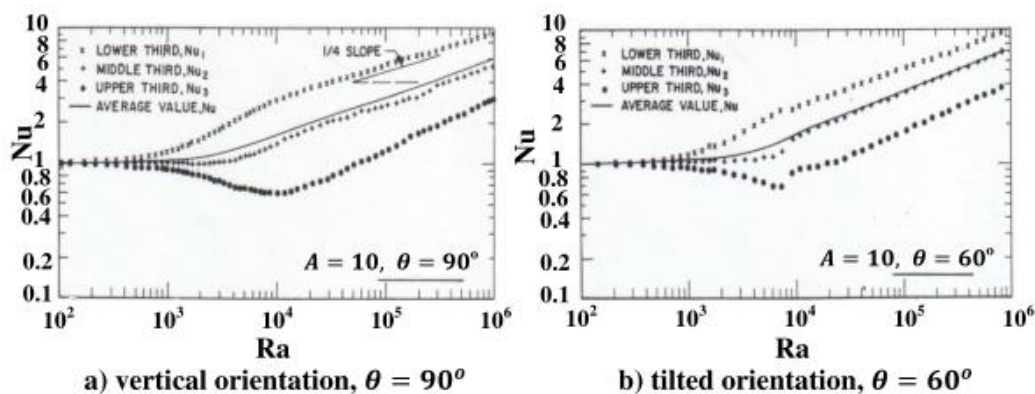 10
8
6
4
2
1
0.8
0.6
0.4
0.2
0.1
Nu
× LOWER THIRD, Nu₁
+ MIDDLE THIRD, Nu₂
● UPPER THIRD, Nu₃
— AVERAGE VALUE, Nu
1/4 SLOPE
A = 10, θ = 90°
10² 10³ 10⁴ 10⁵ 10⁶
Ra
a) vertical orientation, θ = 90°
10
8
6
4
2
1
0.8
0.6
0.4
0.2
0.1
Nu
× LOWER THIRD, Nu₁
+ MIDDLE THIRD, Nu₂
● UPPER THIRD, Nu₃
— AVERAGE VALUE, Nu
A = 10, θ = 60°
10² 10³ 10⁴ 10⁵ 10⁶
Ra
b) tilted orientation, θ = 60°